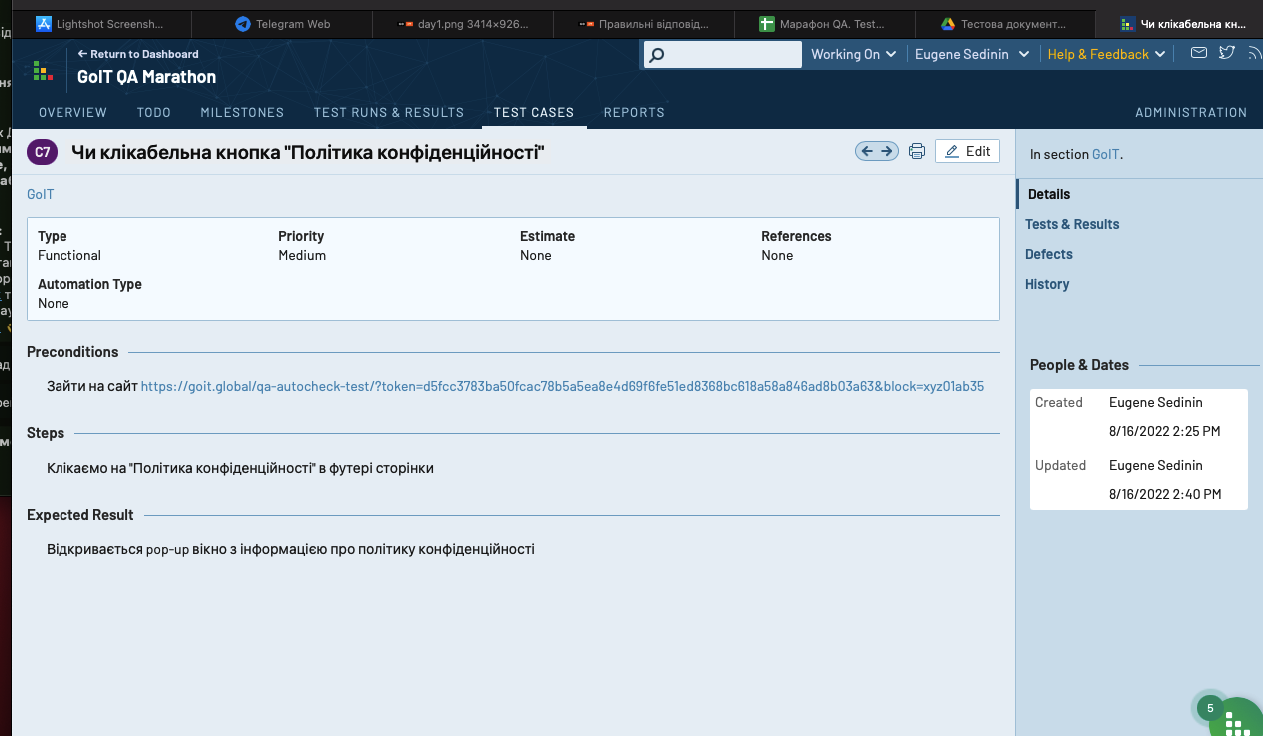 Lightshot Screensh...
Telegram Web
day1.png 3414×926...
Правильні відповід...
Марафон QA. Тест...
Тестова документ...
Чи клікабельна кн...
← Return to Dashboard
GoIT QA Marathon
Working On
Eugene Sedinin
Help & Feedback
OVERVIEW
TODO
MILESTONES
TEST RUNS & RESULTS
TEST CASES
REPORTS
ADMINISTRATION
C7
Чи клікабельна кнопка "Політика конфіденційності"
Edit
In section GoIT.
GoIT
Details
Tests & Results
Defects
History
Type
Functional
Priority
Medium
Estimate
None
References
None
Automation Type
None
Preconditions
Зайти на сайт https://goit.global/qa-autocheck-test/?token=d5fcc3783ba50fcac78b5a5ea8e4d69f6fe51ed8368bc618a58a846ad8b03a63&block=xyz01ab35
Steps
Клікаємо на "Політика конфіденційності" в футері сторінки
Expected Result
Відкривається pop-up вікно з інформацією про політику конфіденційності
People & Dates
Created
Eugene Sedinin
8/16/2022 2:25 PM
Updated
Eugene Sedinin
8/16/2022 2:40 PM
5